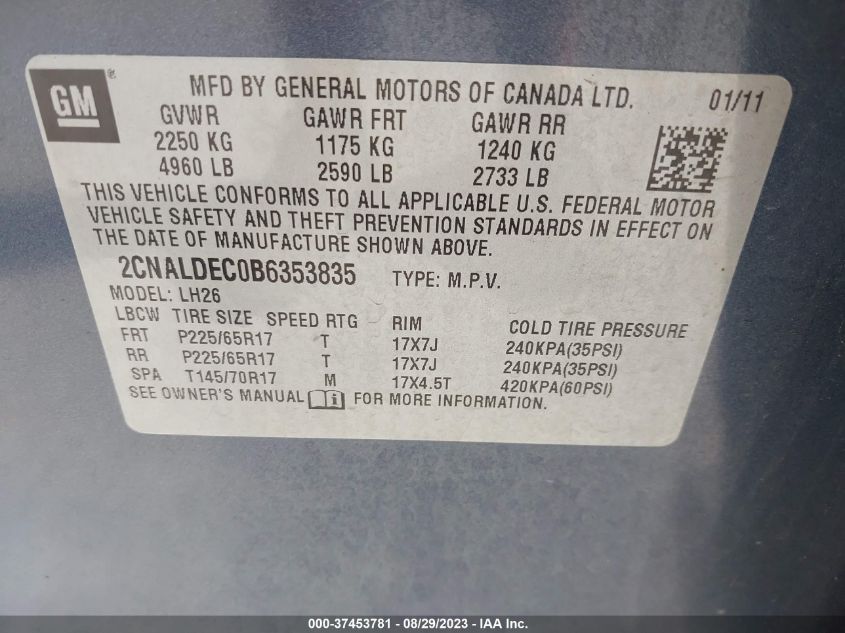 GM ®
MFD BY GENERAL MOTORS OF CANADA LTD. 01/11
GVWR GAWR FRT GAWR RR
2250 KG 1175 KG 1240 KG
4960 LB 2590 LB 2733 LB
THIS VEHICLE CONFORMS TO ALL APPLICABLE U.S. FEDERAL MOTOR
VEHICLE SAFETY AND THEFT PREVENTION STANDARDS IN EFFECT ON
THE DATE OF MANUFACTURE SHOWN ABOVE.
2CNALDEC0B6353835 TYPE: M.P.V.
MODEL: LH26
LBCW TIRE SIZE SPEED RTG RIM COLD TIRE PRESSURE
FRT P225/65R17 T 17X7J 240KPA(35PSI)
RR P225/65R17 T 17X7J 240KPA(35PSI)
SPA T145/70R17 M 17X4.5T 420KPA(60PSI)
SEE OWNER'S MANUAL i FOR MORE INFORMATION.
000-37453781 - 08/29/2023 - IAA Inc.